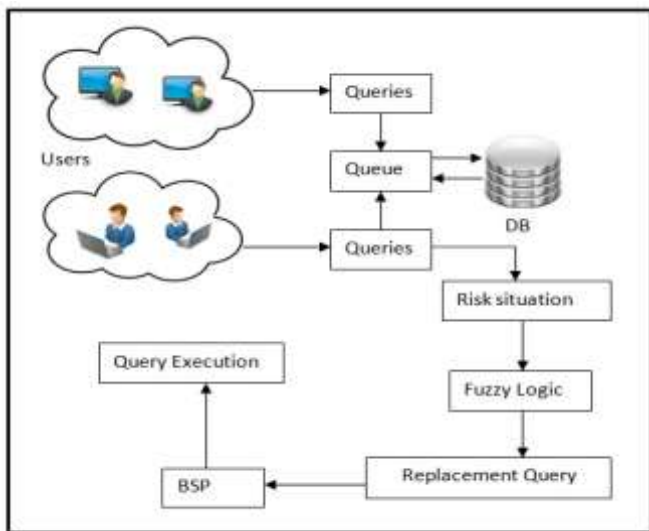 Queries
Users
Queue
DB
Queries
Risk situation
Query Execution
Fuzzy Logic
Replacement Query
BSP